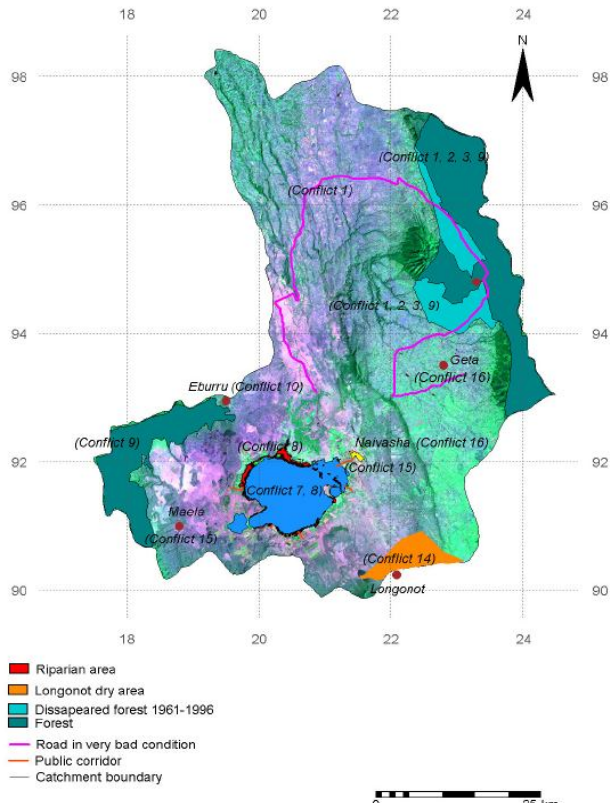 18 20 22 24
N
98 98
(Conflict 1, 2, 3, 9)
96 (Conflict 1) 96
(Conflict 1, 2, 3, 9)
94 94
Geta
(Conflict 16)
Eburru (Conflict 10)
(Conflict 9) (Conflict 8) Naivasha (Conflict 16)
92 92
(Conflict 15)
(Conflict 7, 8)
Maela
(Conflict 15)
(Conflict 14)
90 Longonot 90
18 20 22 24
Riparian area
Longonot dry area
Dissapeared forest 1961-1996
Forest
Road in very bad condition
Public corridor
Catchment boundary
0 25 km